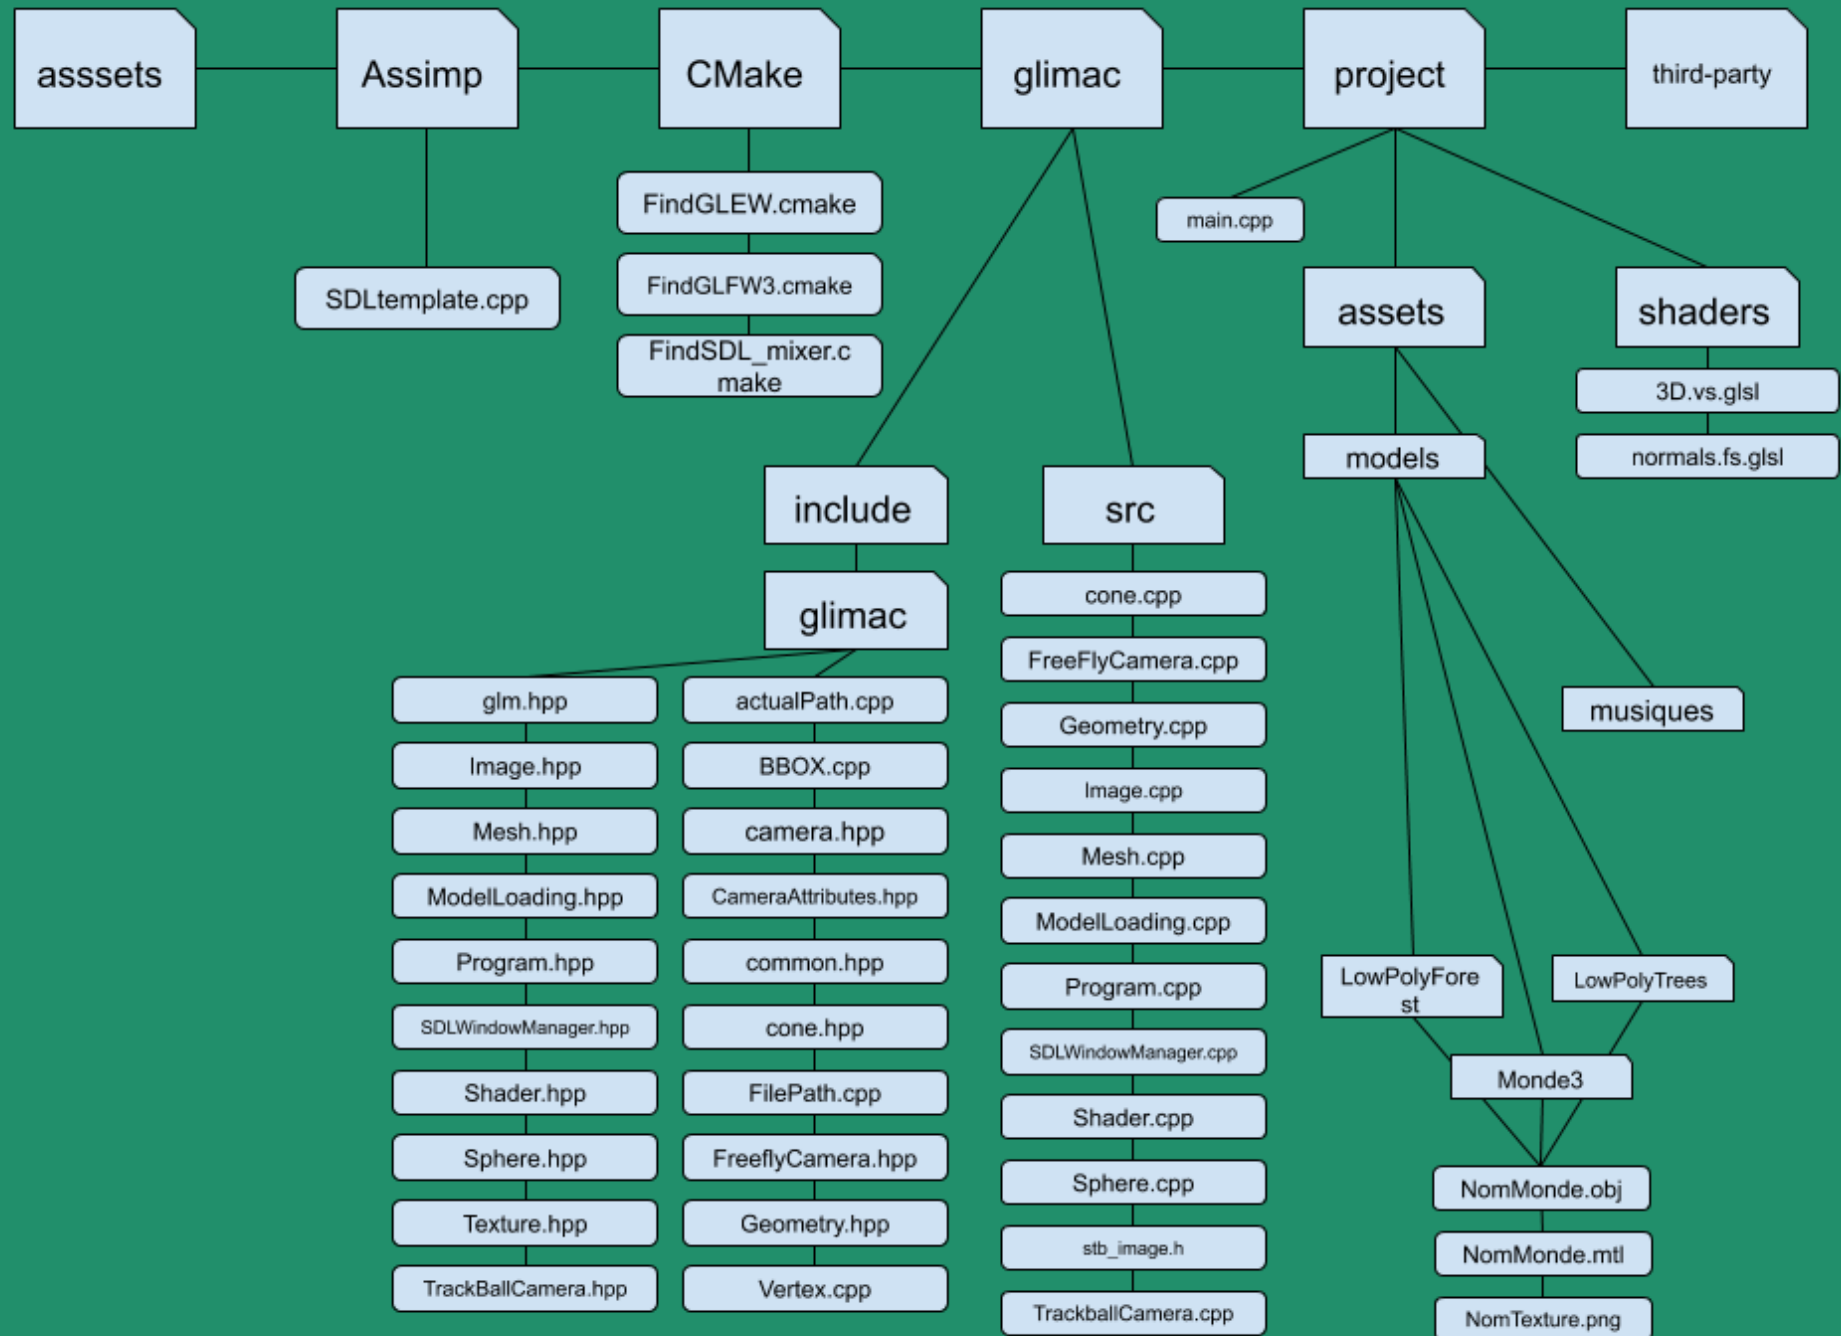 asssets
Assimp
CMake
glimac
project
third-party
SDLtemplate.cpp
FindGLEW.cmake
FindGLFW3.cmake
FindSDL_mixer.c
make
main.cpp
assets
shaders
3D.vs.glsl
normals.fs.glsl
models
musiques
include
src
glimac
glm.hpp
Image.hpp
Mesh.hpp
ModelLoading.hpp
Program.hpp
SDLWindowManager.hpp
Shader.hpp
Sphere.hpp
Texture.hpp
TrackBallCamera.hpp
actualPath.cpp
BBOX.cpp
camera.hpp
CameraAttributes.hpp
common.hpp
cone.hpp
FilePath.cpp
FreeflyCamera.hpp
Geometry.hpp
Vertex.cpp
cone.cpp
FreeFlyCamera.cpp
Geometry.cpp
Image.cpp
Mesh.cpp
ModelLoading.cpp
Program.cpp
SDLWindowManager.cpp
Shader.cpp
Sphere.cpp
stb_image.h
TrackballCamera.cpp
LowPolyFore
st
LowPolyTrees
Monde3
NomMonde.obj
NomMonde.mtl
NomTexture.png